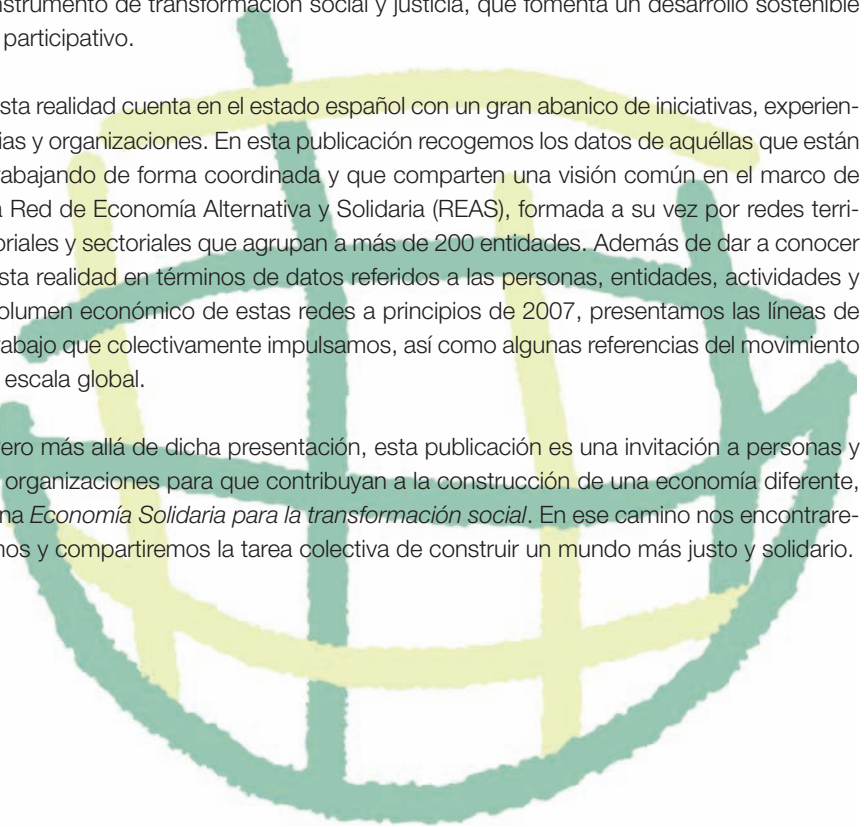 nstrumento de transformación social y justicia, que fomenta un desarrollo sostenible
participativo.
sta realidad cuenta en el estado español con un gran abanico de iniciativas, experien-
ias y organizaciones. En esta publicación recogemos los datos de aquéllas que están
rabajando de forma coordinada y que comparten una visión común en el marco de
a Red de Economía Alternativa y Solidaria (REAS), formada a su vez por redes terri-
oriales y sectoriales que agrupan a más de 200 entidades. Además de dar a conocer
sta realidad en términos de datos referidos a las personas, entidades, actividades y
olumen económico de estas redes a principios de 2007, presentamos las líneas de
rabajo que colectivamente impulsamos, así como algunas referencias del movimiento
escala global.
ero más allá de dicha presentación, esta publicación es una invitación a personas y
organizaciones para que contribuyan a la construcción de una economía diferente,
na Economía Solidaria para la transformación social. En ese camino nos encontrare-
nos y compartiremos la tarea colectiva de construir un mundo más justo y solidario.